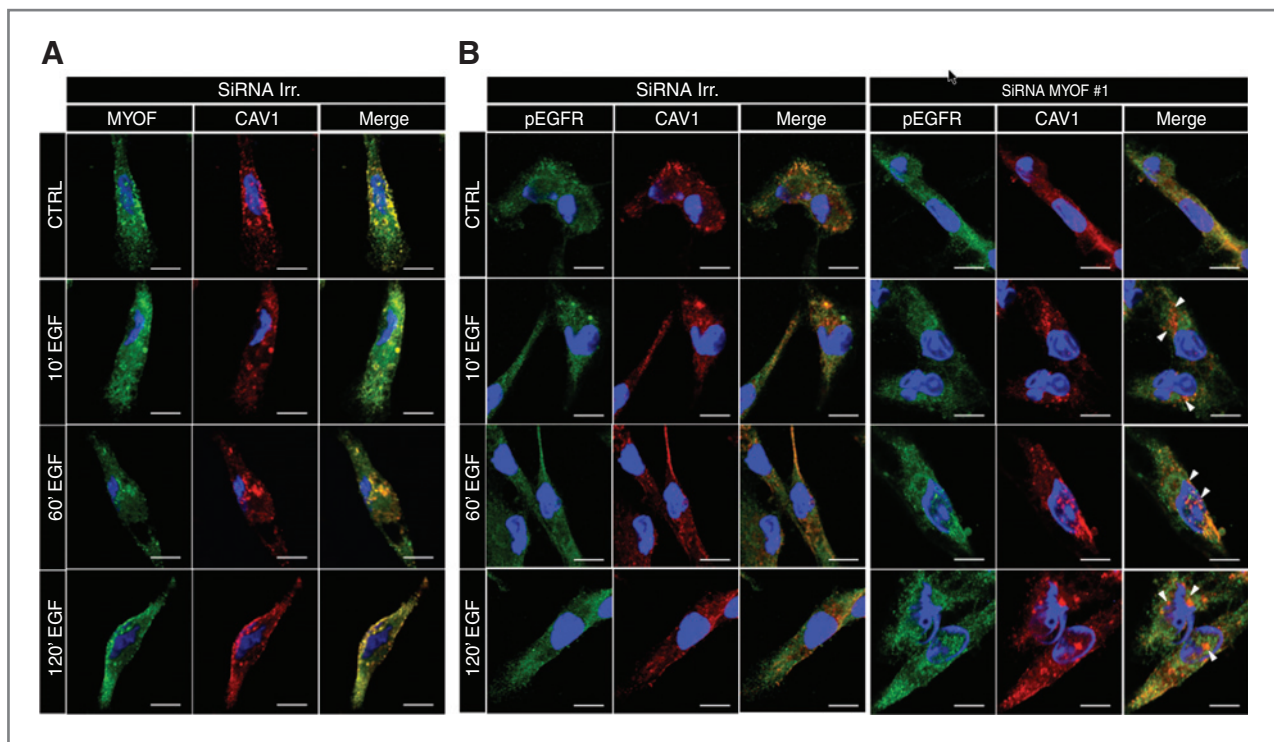 A
B
SiRNA Irr.
MYOF CAV1 Merge
SiRNA Irr.
SiRNA MYOF #1
pEGFR CAV1 Merge
pEGFR CAV1 Merge
CTRL
10' EGF
60' EGF
120' EGF
CTRL
10' EGF
60' EGF
120' EGF